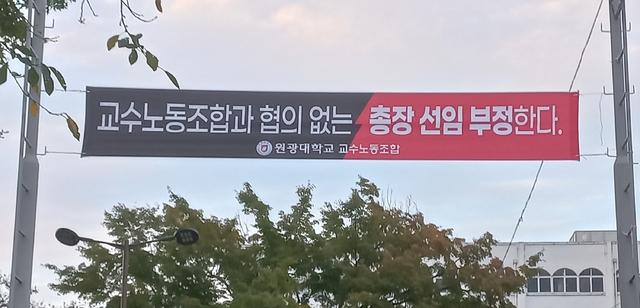 교수노동조합과 협의 없는 총장 선임 부정한다.
원광대학교 교수노동조합